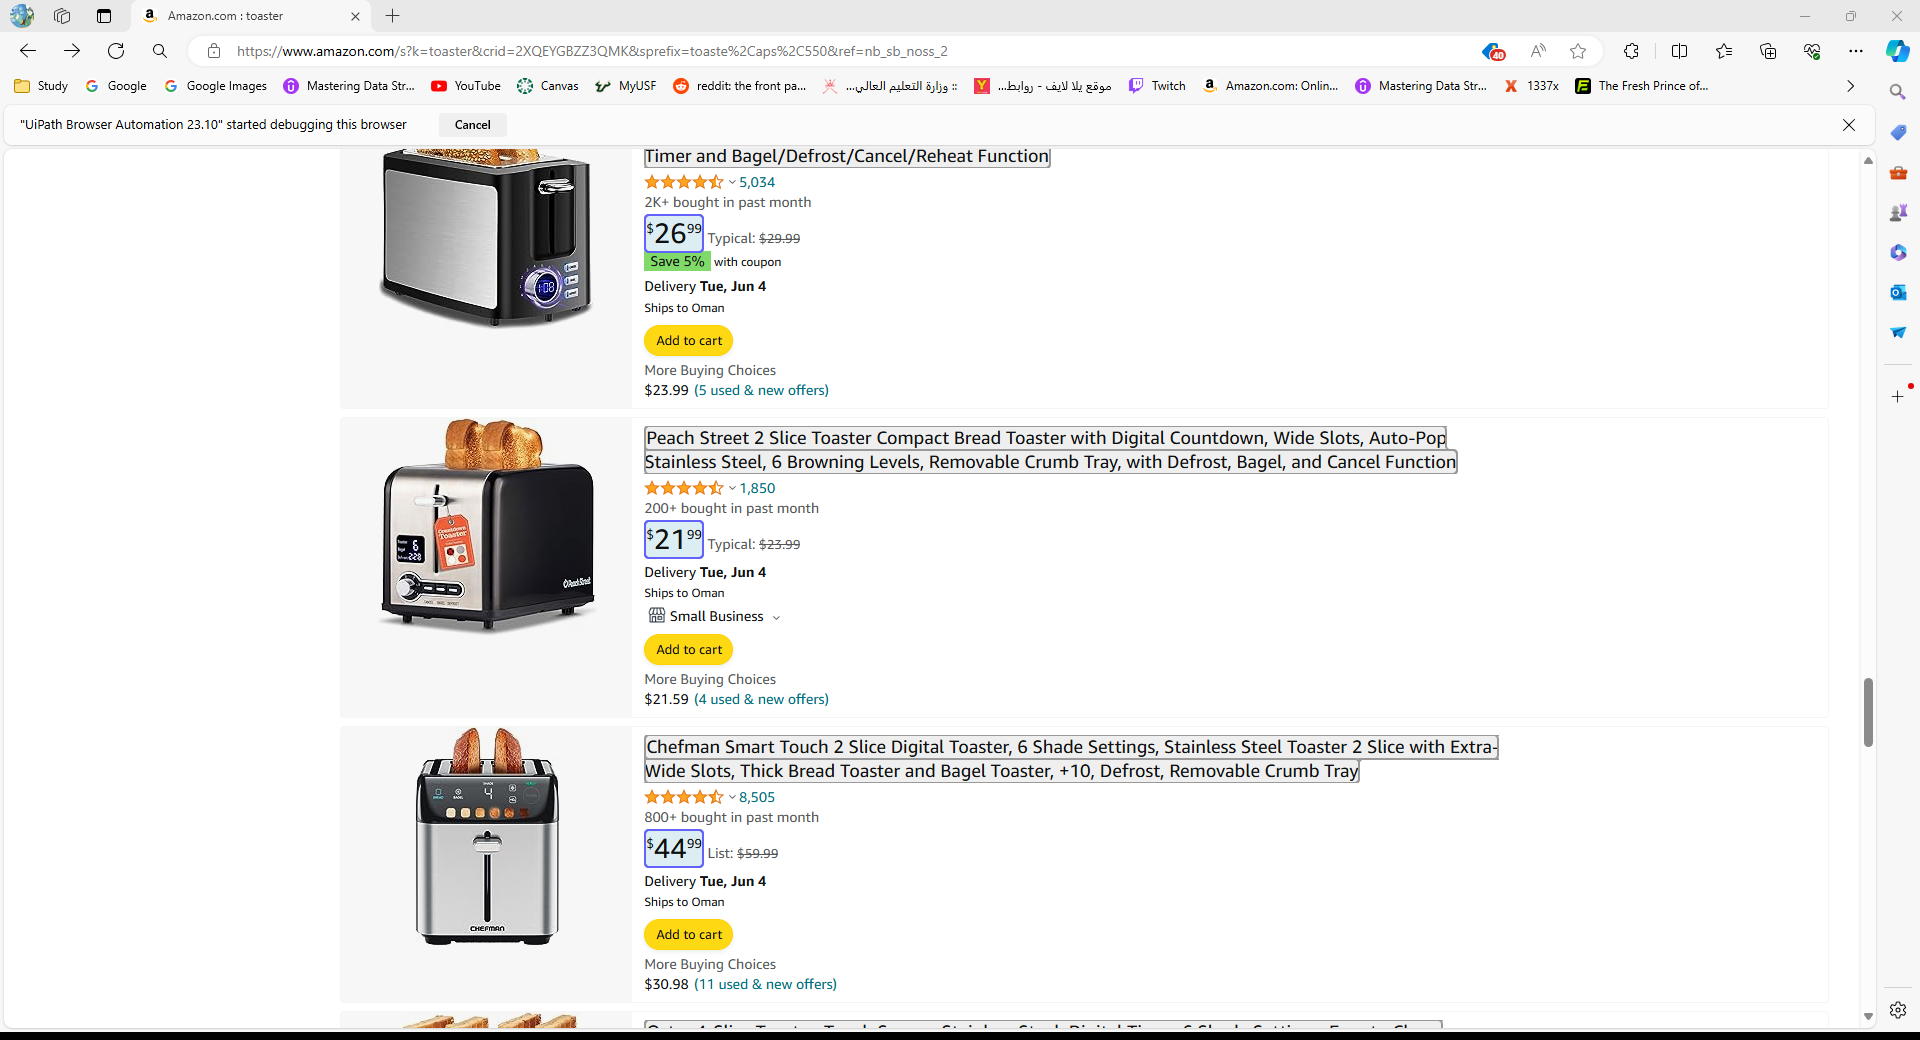 Amazon.com : toaster
https://www.amazon.com/s?k=toaster&crid=2XQEYGBZZ3QMK&sprefix=toaste%2Caps%2C550&ref=nb_sb_noss_2
40
Study
Google
Google Images
Mastering Data Str...
YouTube
Canvas
MyUSF
reddit: the front pa...
:: وزارة التعليم العالي...
موقع يلا لايف - روابط...
Twitch
Amazon.com: Onlin...
Mastering Data Str...
1337x
The Fresh Prince of...
"UiPath Browser Automation 23.10" started debugging this browser
Cancel
Timer and Bagel/Defrost/Cancel/Reheat Function
5,034
2K+ bought in past month
$26.99 Typical: $29.99
Save 5% with coupon
Delivery Tue, Jun 4
Ships to Oman
Add to cart
More Buying Choices
$23.99 (5 used & new offers)
1:08
Peach Street 2 Slice Toaster Compact Bread Toaster with Digital Countdown, Wide Slots, Auto-Pop
Stainless Steel, 6 Browning Levels, Removable Crumb Tray, with Defrost, Bagel, and Cancel Function
1,850
200+ bought in past month
$21.99 Typical: $23.99
Delivery Tue, Jun 4
Ships to Oman
Small Business
Add to cart
More Buying Choices
$21.59 (4 used & new offers)
Countdown
Toaster
6
2:28
PeachStreet
Chefman Smart Touch 2 Slice Digital Toaster, 6 Shade Settings, Stainless Steel Toaster 2 Slice with Extra-
Wide Slots, Thick Bread Toaster and Bagel Toaster, +10, Defrost, Removable Crumb Tray
8,505
800+ bought in past month
$44.99 List: $59.99
Delivery Tue, Jun 4
Ships to Oman
Add to cart
More Buying Choices
$30.98 (11 used & new offers)
4
CHEFMAN